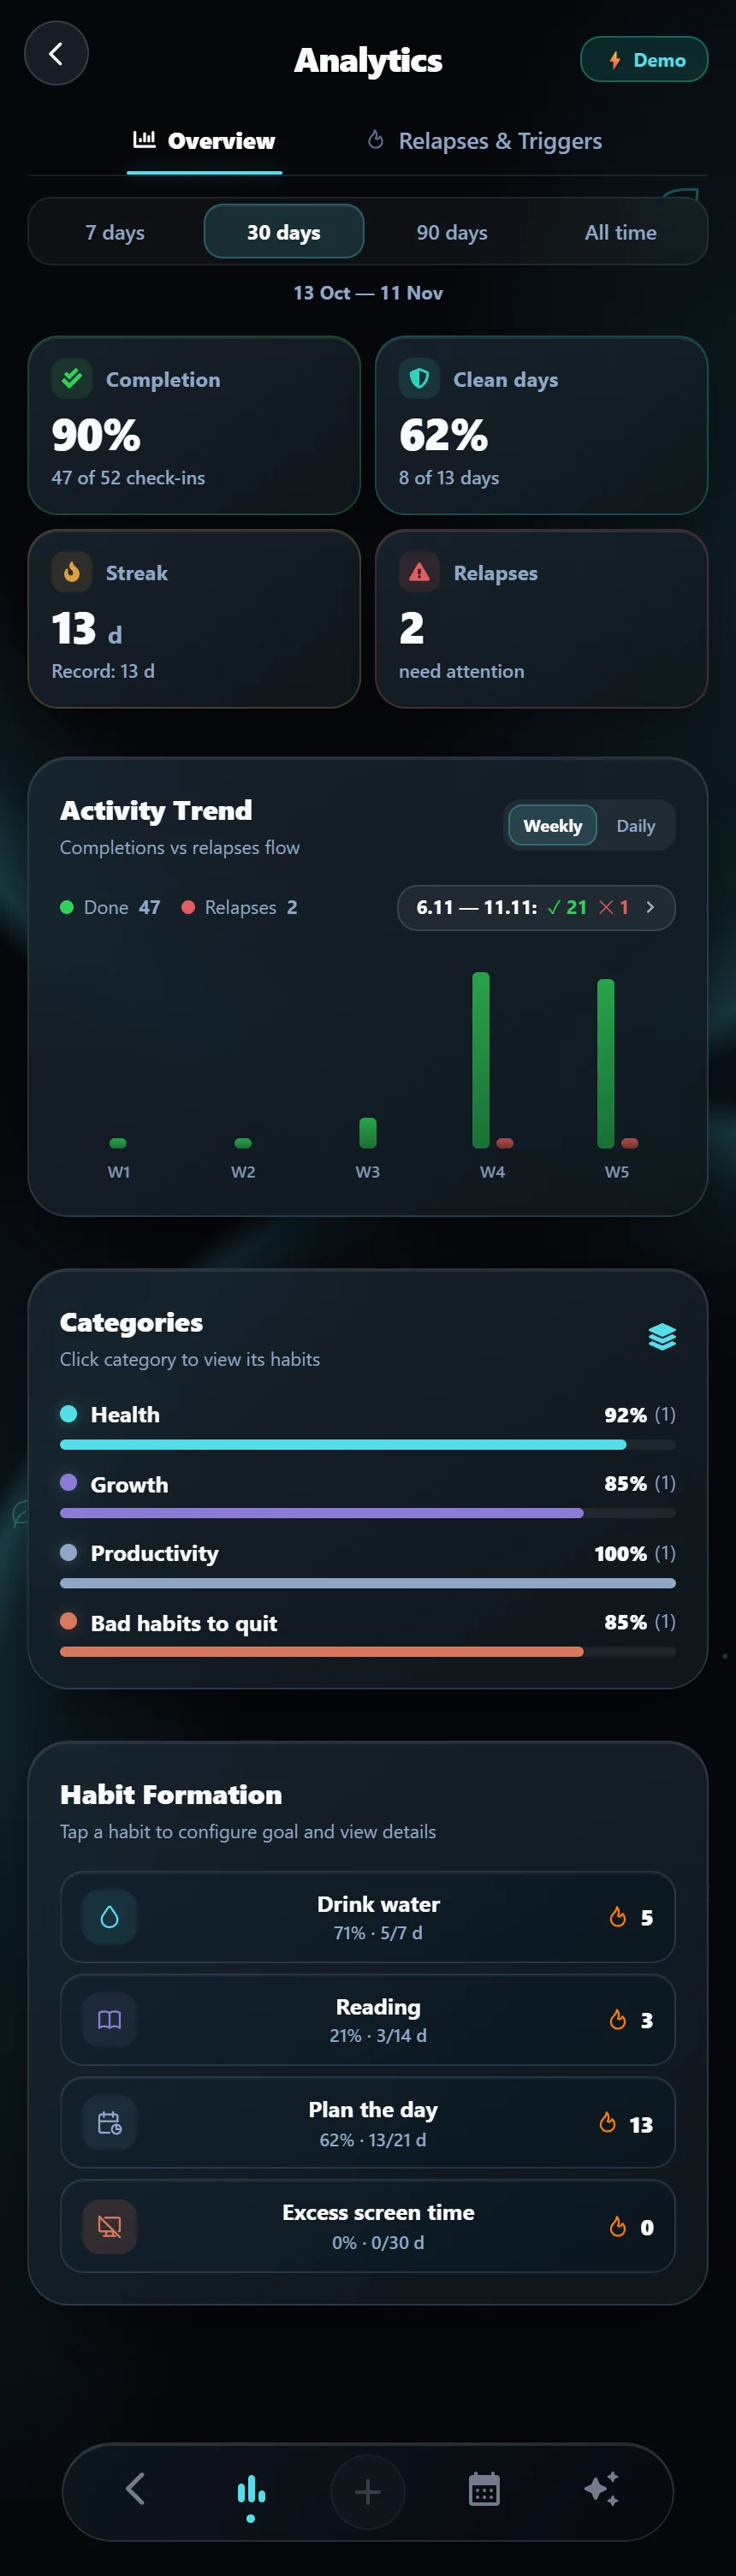 Analytics
Demo
Overview
Relapses & Triggers
7 days
30 days
90 days
All time
13 Oct — 11 Nov
Completion
90%
47 of 52 check-ins
Clean days
62%
8 of 13 days
Streak
13 d
Record: 13 d
Relapses
2
need attention
Activity Trend
Completions vs relapses flow
Weekly
Daily
Done 47
Relapses 2
6.11 — 11.11: ✓ 21 ✕ 1 >
W1
W2
W3
W4
W5
Categories
Click category to view its habits
Health
92% (1)
Growth
85% (1)
Productivity
100% (1)
Bad habits to quit
85% (1)
Habit Formation
Tap a habit to configure goal and view details
Drink water
71% · 5/7 d
5
Reading
21% · 3/14 d
3
Plan the day
62% · 13/21 d
13
Excess screen time
0% · 0/30 d
0